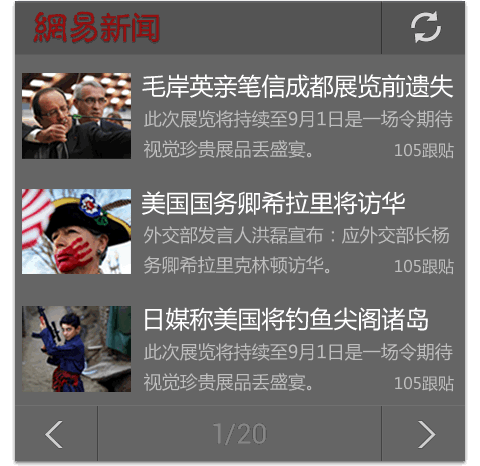 網易新闻
毛岸英亲笔信成都展览前遗失
此次展览将持续至9月1日是一场令期待
视觉珍贵展品丢盛宴。 105跟贴
美国国务卿希拉里将访华
外交部发言人洪磊宣布：应外交部长杨
务卿希拉里克林顿访华。 105跟贴
日媒称美国将钓鱼尖阁诸岛
此次展览将持续至9月1日是一场令期待
视觉珍贵展品丢盛宴。 105跟贴
1/20